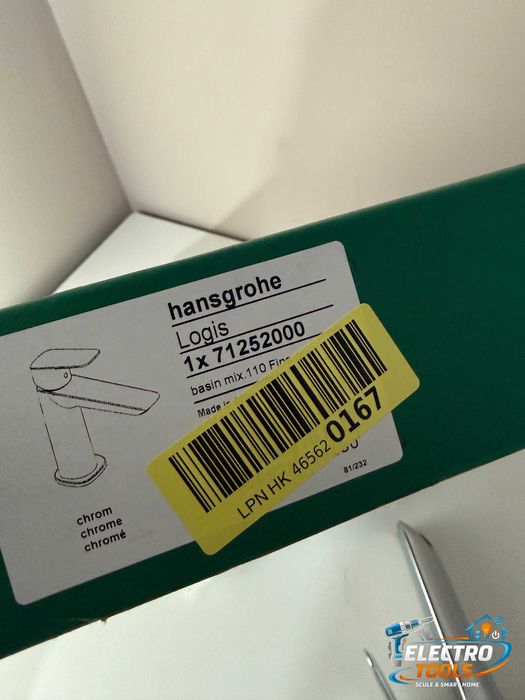 hansgrohe
Logis
1x 71252000
basin mix.110 Fine
Made in
LPN HK 46562 0167
81/232
chrom
chrome
chromé
ELECTRO
TOOLS
SCULE & SMART HOME